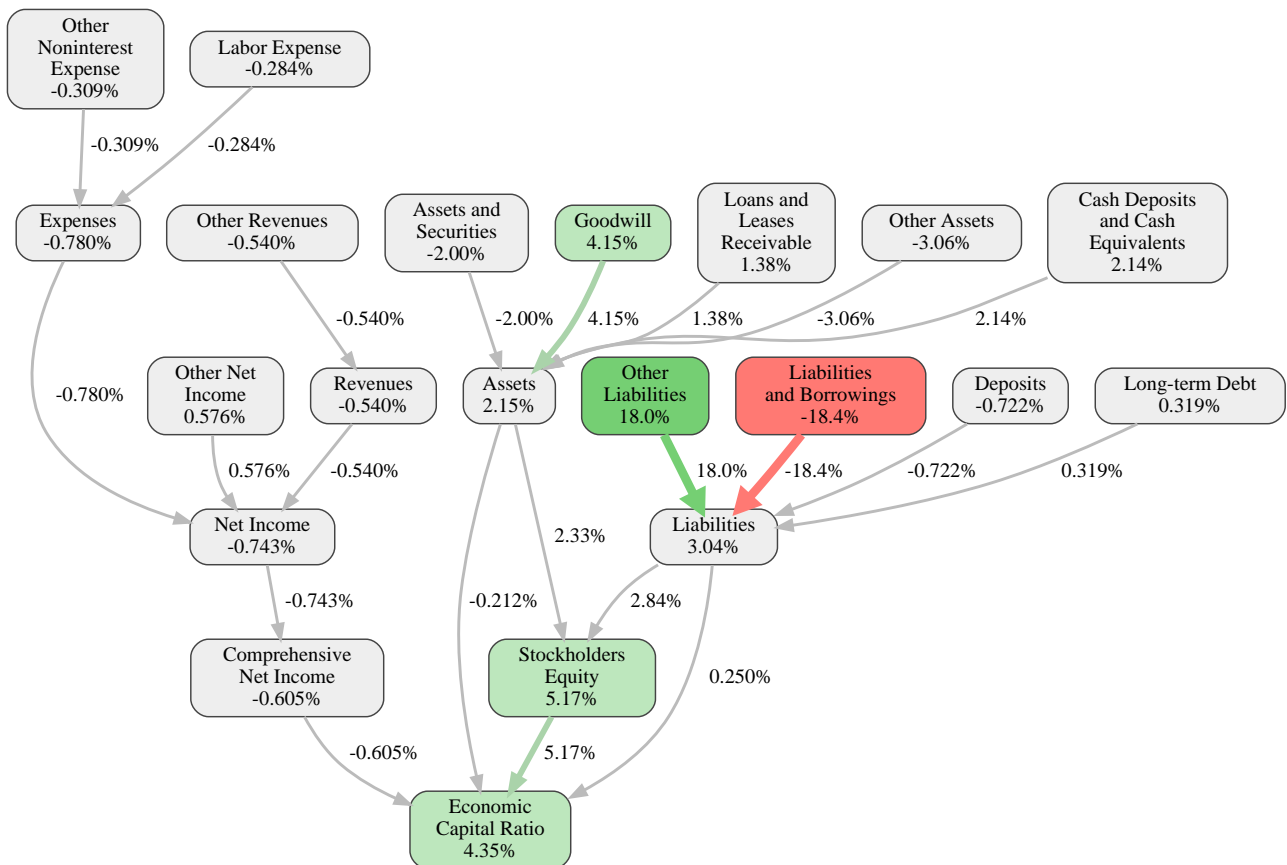 Other
Noninterest
Expense
-0.309%
Labor Expense
-0.284%
-0.309%
-0.284%
Expenses
-0.780%
Other Revenues
-0.540%
Assets and
Securities
-2.00%
Goodwill
4.15%
Loans and
Leases
Receivable
1.38%
Other Assets
-3.06%
Cash Deposits
and Cash
Equivalents
2.14%
-0.540%
-2.00%
4.15%
1.38%
-3.06%
2.14%
-0.780%
Other Net
Income
0.576%
Revenues
-0.540%
Assets
2.15%
Other
Liabilities
18.0%
Liabilities
and Borrowings
-18.4%
Deposits
-0.722%
Long-term Debt
0.319%
0.576%
-0.540%
18.0%
-18.4%
-0.722%
0.319%
Net Income
-0.743%
2.33%
Liabilities
3.04%
-0.743%
-0.212%
2.84%
Comprehensive
Net Income
-0.605%
Stockholders
Equity
5.17%
0.250%
-0.605%
5.17%
Economic
Capital Ratio
4.35%